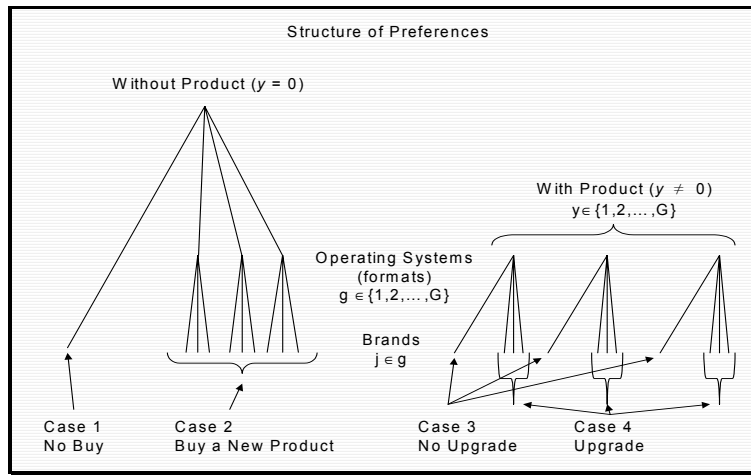 Structure of Preferences
Without Product (y = 0)
With Product (y ≠ 0)
y∈{1,2,...,G}
Operating Systems
(formats)
g∈{1,2,...,G}
Brands
j∈g
Case 1
No Buy
Case 2
Buy a New Product
Case 3
No Upgrade
Case 4
Upgrade